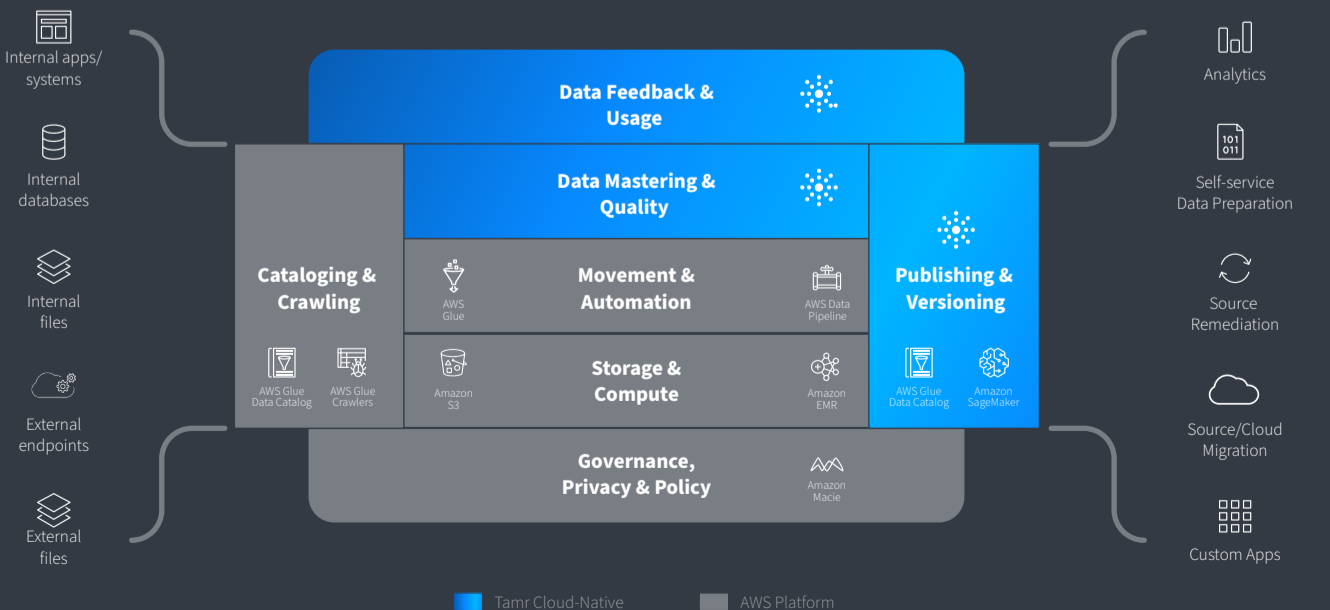 Internal apps/
systems
Internal
databases
Internal
files
External
endpoints
External
files
Data Feedback &
Usage
Cataloging &
Crawling
AWS Glue
Data Catalog
AWS Glue
Crawlers
Data Mastering &
Quality
AWS
Glue
Movement &
Automation
AWS Data
Pipeline
Amazon
S3
Storage &
Compute
Amazon
EMR
Publishing &
Versioning
AWS Glue
Data Catalog
Amazon
SageMaker
Governance,
Privacy & Policy
Amazon
Macie
Analytics
101
011
Self-service
Data Preparation
Source
Remediation
Source/Cloud
Migration
Custom Apps
Tamr Cloud-Native
AWS Platform